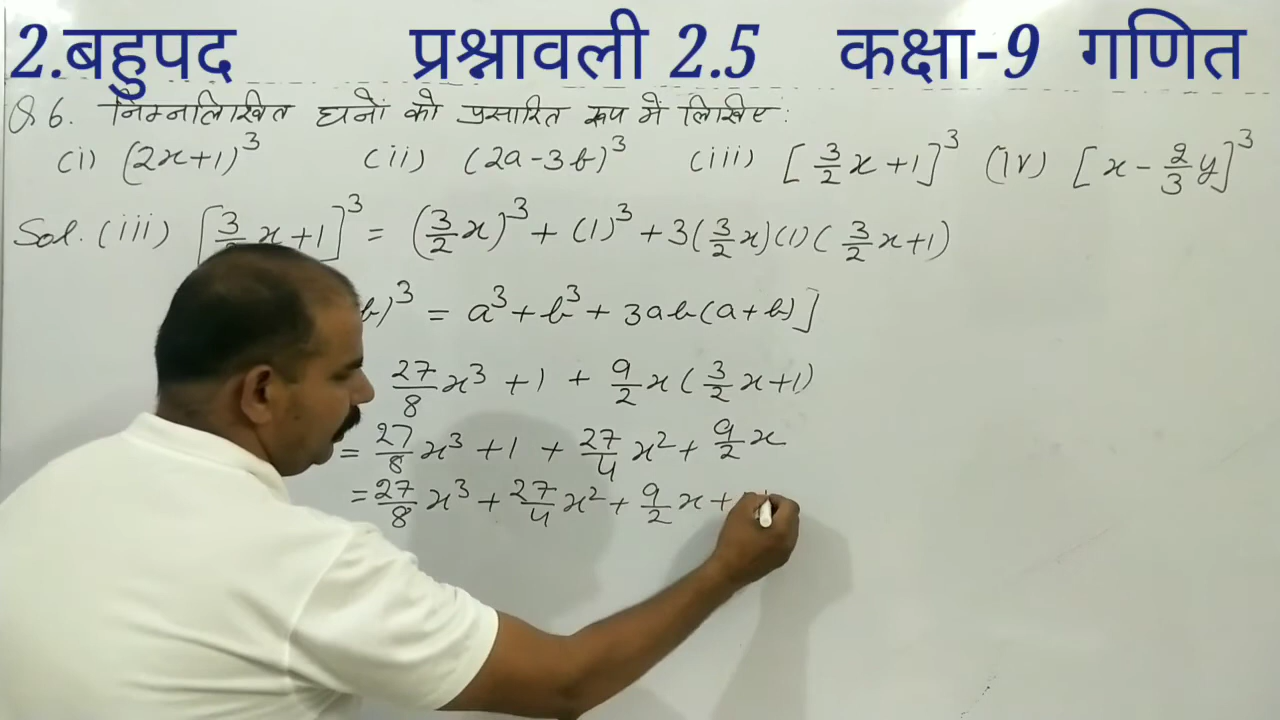 2.बहुपद प्रश्नावली 2.5 कक्षा-9 गणित
Q 6. निम्नलिखित घनों को प्रसारित रूप में लिखिए:
(i) (2x+1)³ (ii) (2a-3b)³ (iii) [3/2 x+1]³ (iv) [x - 2/3 y]³
Sol. (iii) [3/2 x+1]³ = (3/2 x)³ + (1)³ + 3(3/2 x)(1)(3/2 x+1)
b)³ = a³+b³+3ab(a+b)]
27/8 x³ + 1 + 9/2 x(3/2 x+1)
= 27/8 x³ + 1 + 27/4 x² + 9/2 x
= 27/8 x³ + 27/4 x² + 9/2 x +